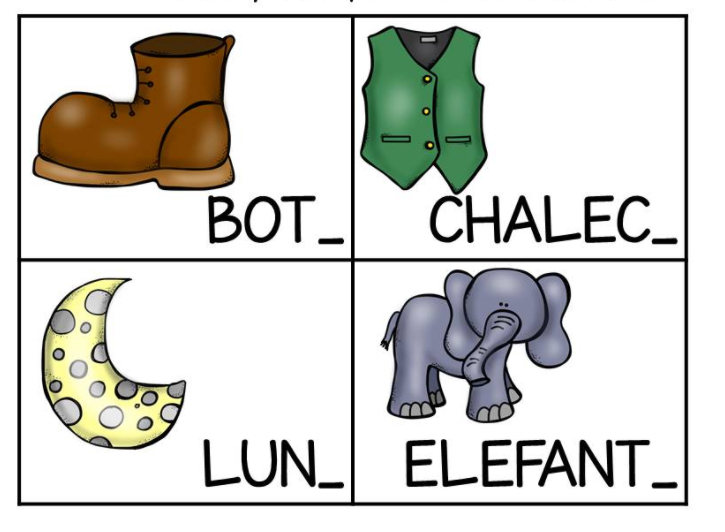 BOT_
CHALEC_
LUN_
ELEFANT_